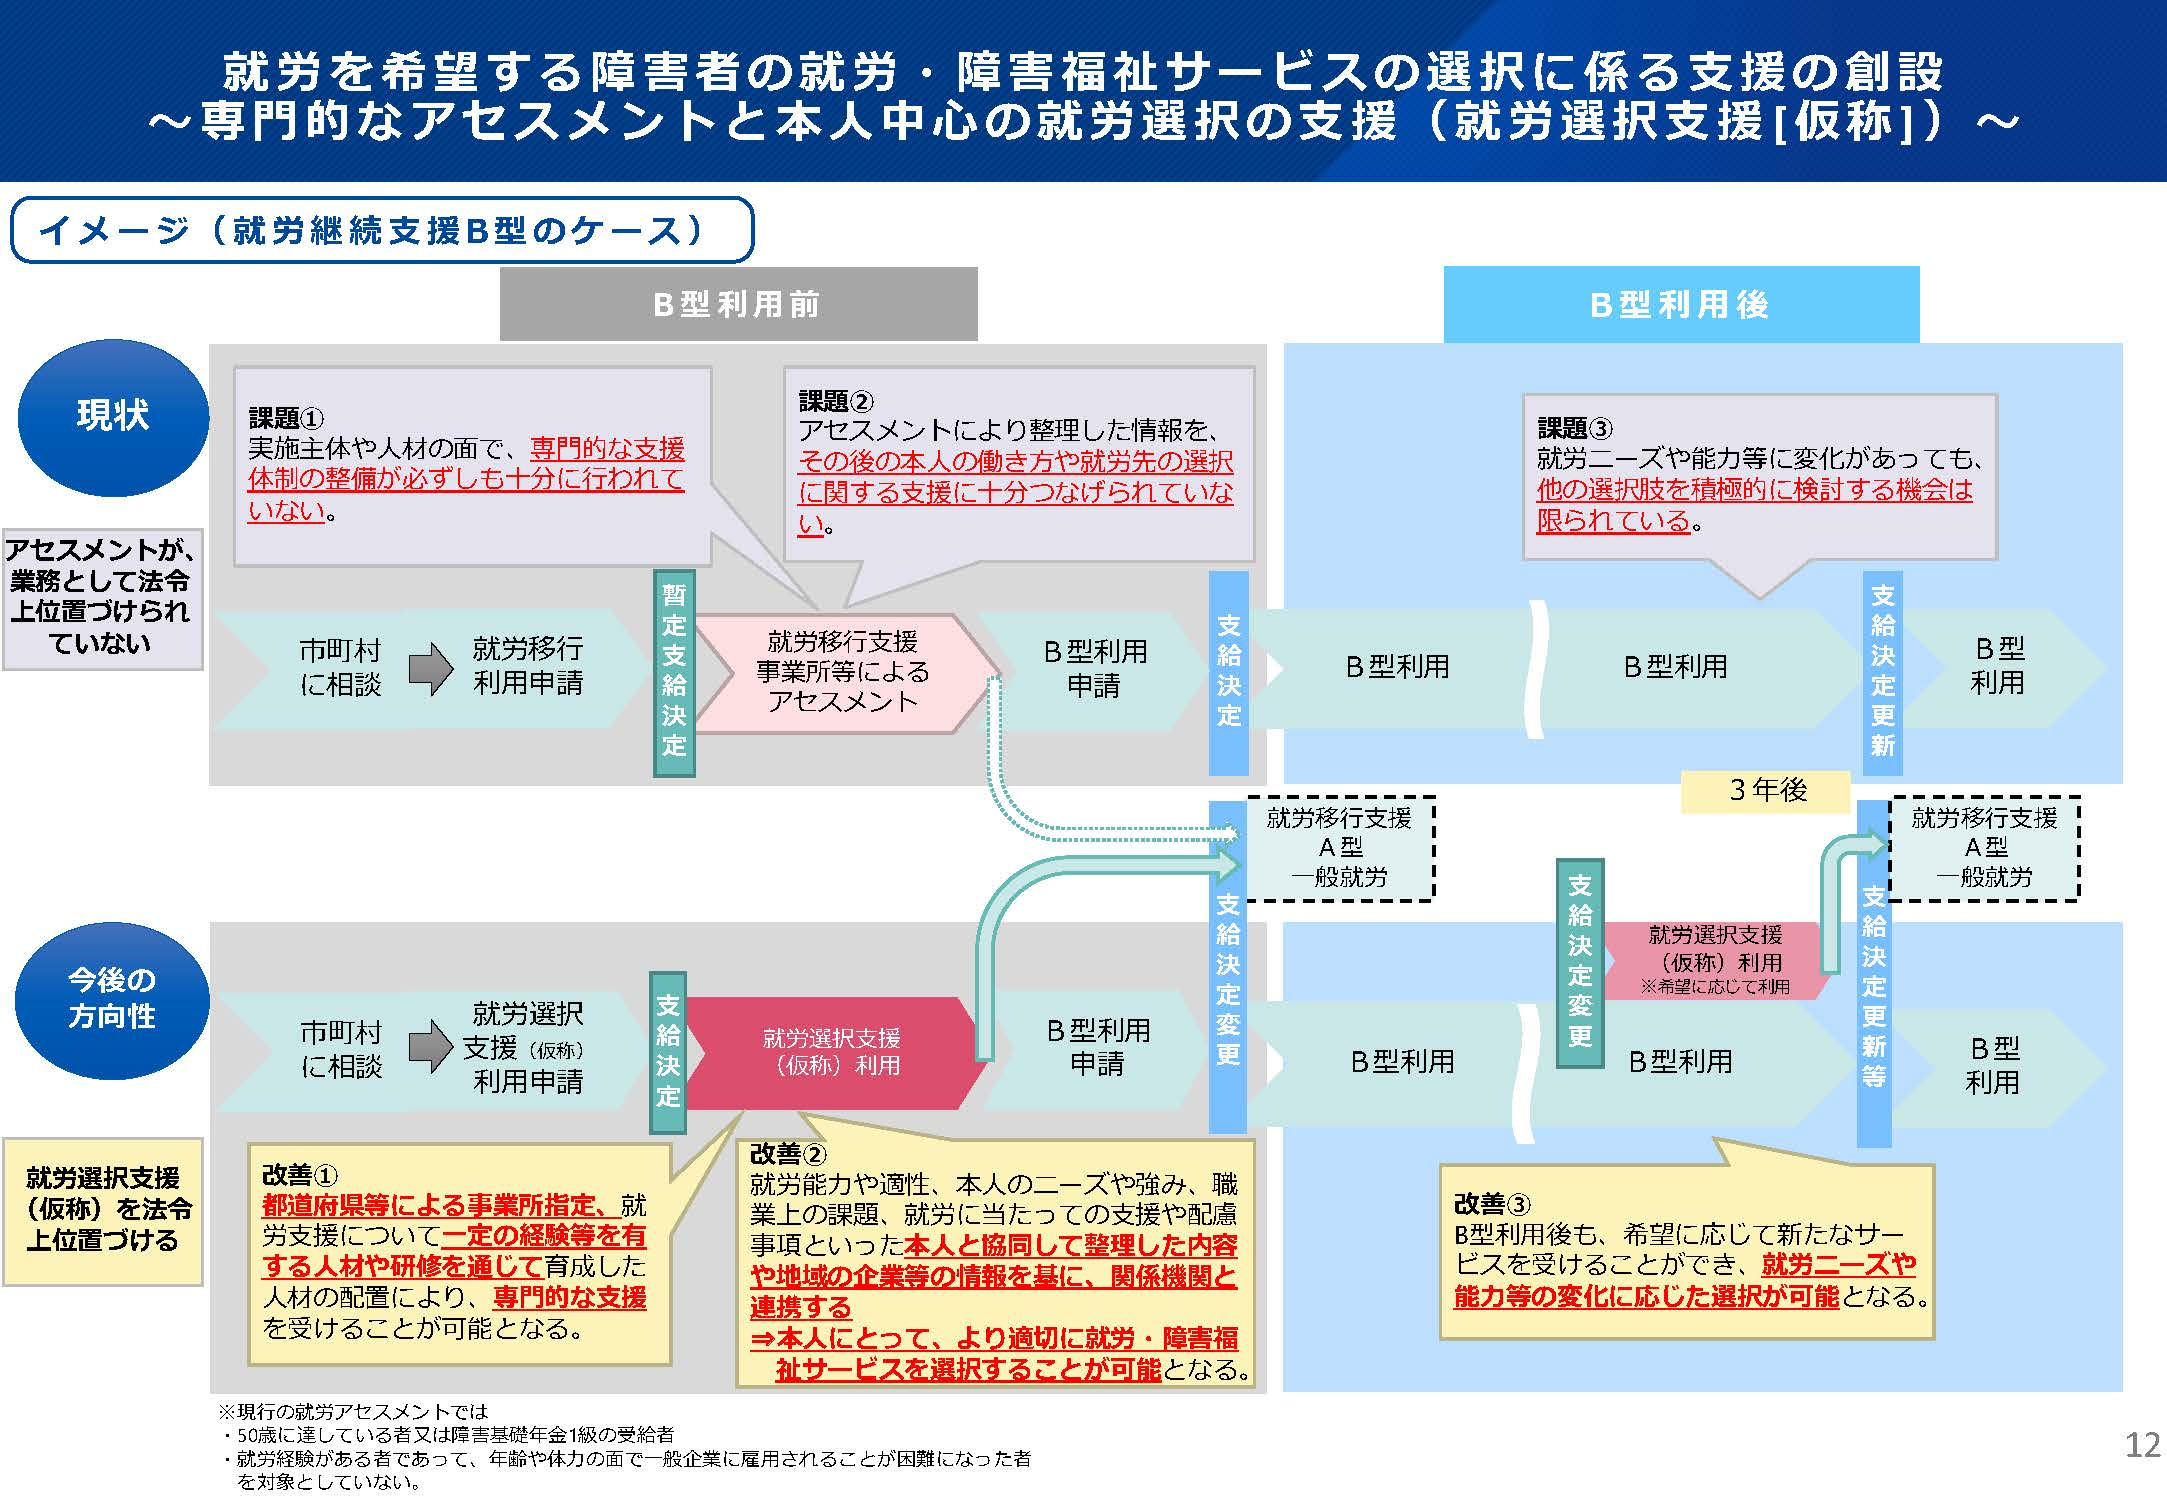 就労を希望する障害者の就労・障害福祉サービスの選択に係る支援の創設
～専門的なアセスメントと本人中心の就労選択の支援（就労選択支援[仮称]）～
イメージ（就労継続支援B型のケース）
B型利用前
B型利用後
現状
課題①
実施主体や人材の面で、専門的な支援
体制の整備が必ずしも十分に行われて
いない。
課題②
アセスメントにより整理した情報を、
その後の本人の働き方や就労先の選択
に関する支援に十分つなげられていな
い。
課題③
就労ニーズや能力等に変化があっても、
他の選択肢を積極的に検討する機会は
限られている。
アセスメントが、
業務として法令
上位置づけられ
ていない
市町村
に相談
就労移行
利用申請
暫定支給決定
就労移行支援
事業所等による
アセスメント
B型利用
申請
支給決定
B型利用
B型利用
支給決定更新
B型
利用
3年後
就労移行支援
A型
一般就労
就労移行支援
A型
一般就労
今後の
方向性
市町村
に相談
就労選択
支援（仮称）
利用申請
支給決定
就労選択支援
（仮称）利用
B型利用
申請
支給決定変更
B型利用
支給決定変更
就労選択支援
（仮称）利用
※希望に応じて利用
B型利用
支給決定更新等
B型
利用
就労選択支援
（仮称）を法令
上位置づける
改善①
都道府県等による事業所指定、就
労支援について一定の経験等を有
する人材や研修を通じて育成した
人材の配置により、専門的な支援
を受けることが可能となる。
改善②
就労能力や適性、本人のニーズや強み、職
業上の課題、就労に当たっての支援や配慮
事項といった本人と協同して整理した内容
や地域の企業等の情報を基に、関係機関と
連携する
⇒本人にとって、より適切に就労・障害福
祉サービスを選択することが可能となる。
改善③
B型利用後も、希望に応じて新たなサー
ビスを受けることができ、就労ニーズや
能力等の変化に応じた選択が可能となる。
※現行の就労アセスメントでは
・50歳に達している者又は障害基礎年金1級の受給者
・就労経験がある者であって、年齢や体力の面で一般企業に雇用されることが困難になった者
を対象としていない。
12